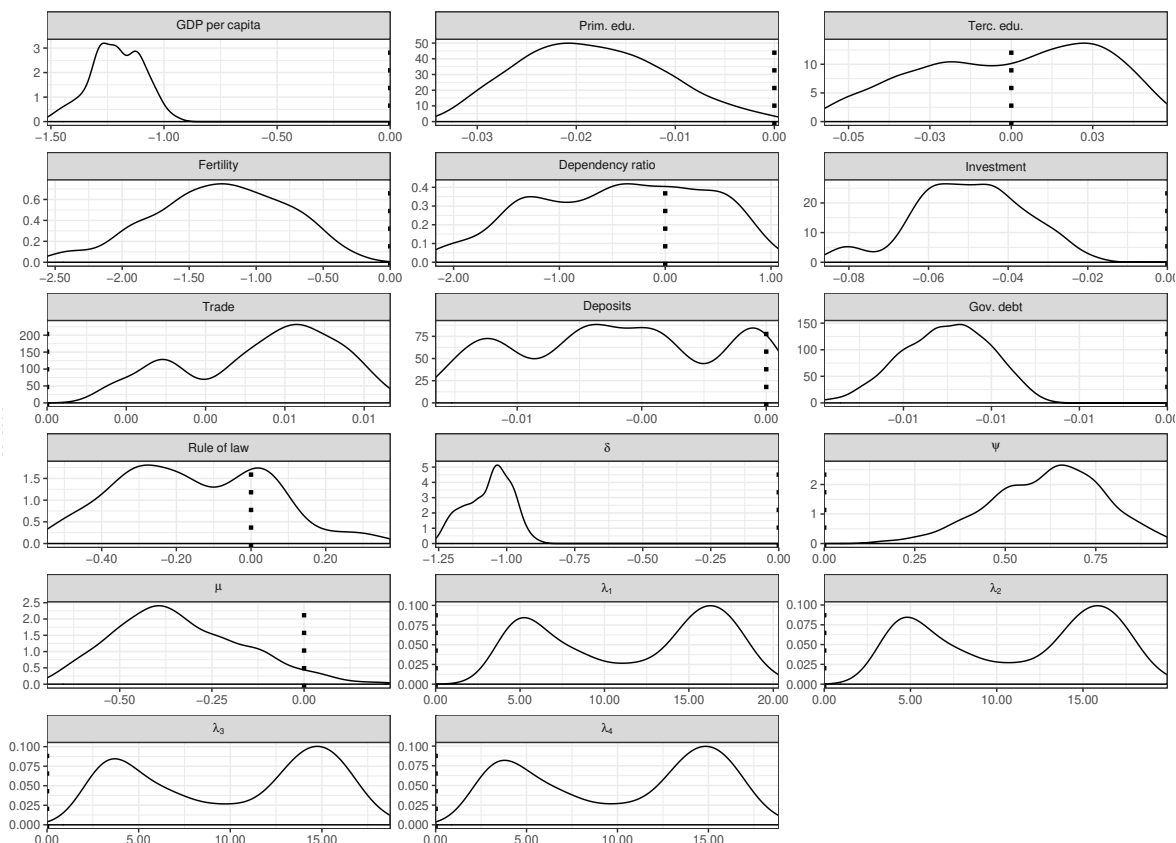 GDP per capita
3
2
1
0
−1.50 −1.00 −0.50 0.00
Prim. edu.
50
40
30
20
10
0
−0.03 −0.02 −0.01 0.00
Terc. edu.
10
5
0
−0.05 −0.03 0.00 0.03
Fertility
0.6
0.4
0.2
0.0
−2.50 −2.00 −1.50 −1.00 −0.50 0.00
Dependency ratio
0.4
0.3
0.2
0.1
0.0
−2.00 −1.00 0.00 1.00
Investment
20
10
0
−0.08 −0.06 −0.04 −0.02 0.00
Trade
200
150
100
50
0
0.00 0.00 0.00 0.01 0.01
Deposits
75
50
25
0
−0.01 −0.00 0.00
Gov. debt
150
100
50
0
−0.01 −0.01 0.00
Rule of law
1.5
1.0
0.5
0.0
−0.40 −0.20 0.00 0.20
δ
5
4
3
2
1
0
−1.25 −1.00 −0.75 −0.50 −0.25 0.00
ψ
2
1
0
0.00 0.25 0.50 0.75
μ
2.5
2.0
1.5
1.0
0.5
0.0
−0.50 −0.25 0.00
λ₁
0.100
0.075
0.050
0.025
0.000
0.00 5.00 10.00 15.00 20.00
λ₂
0.100
0.075
0.050
0.025
0.000
0.00 5.00 10.00 15.00
λ₃
0.100
0.075
0.050
0.025
0.000
0.00 5.00 10.00 15.00
λ₄
0.100
0.075
0.050
0.025
0.000
0.00 5.00 10.00 15.00